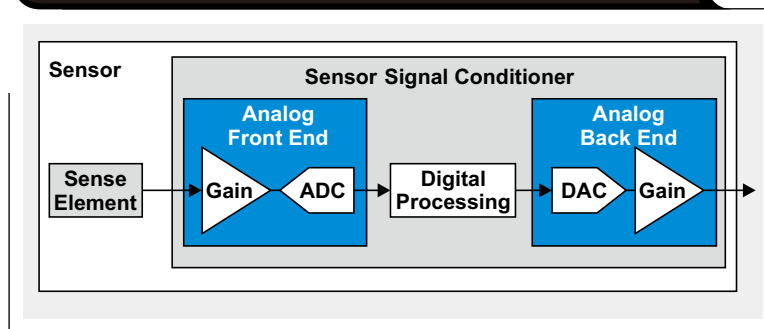 Sensor
Sensor Signal Conditioner
Analog
Front End
Analog
Back End
Sense
Element
Gain
ADC
Digital
Processing
DAC
Gain